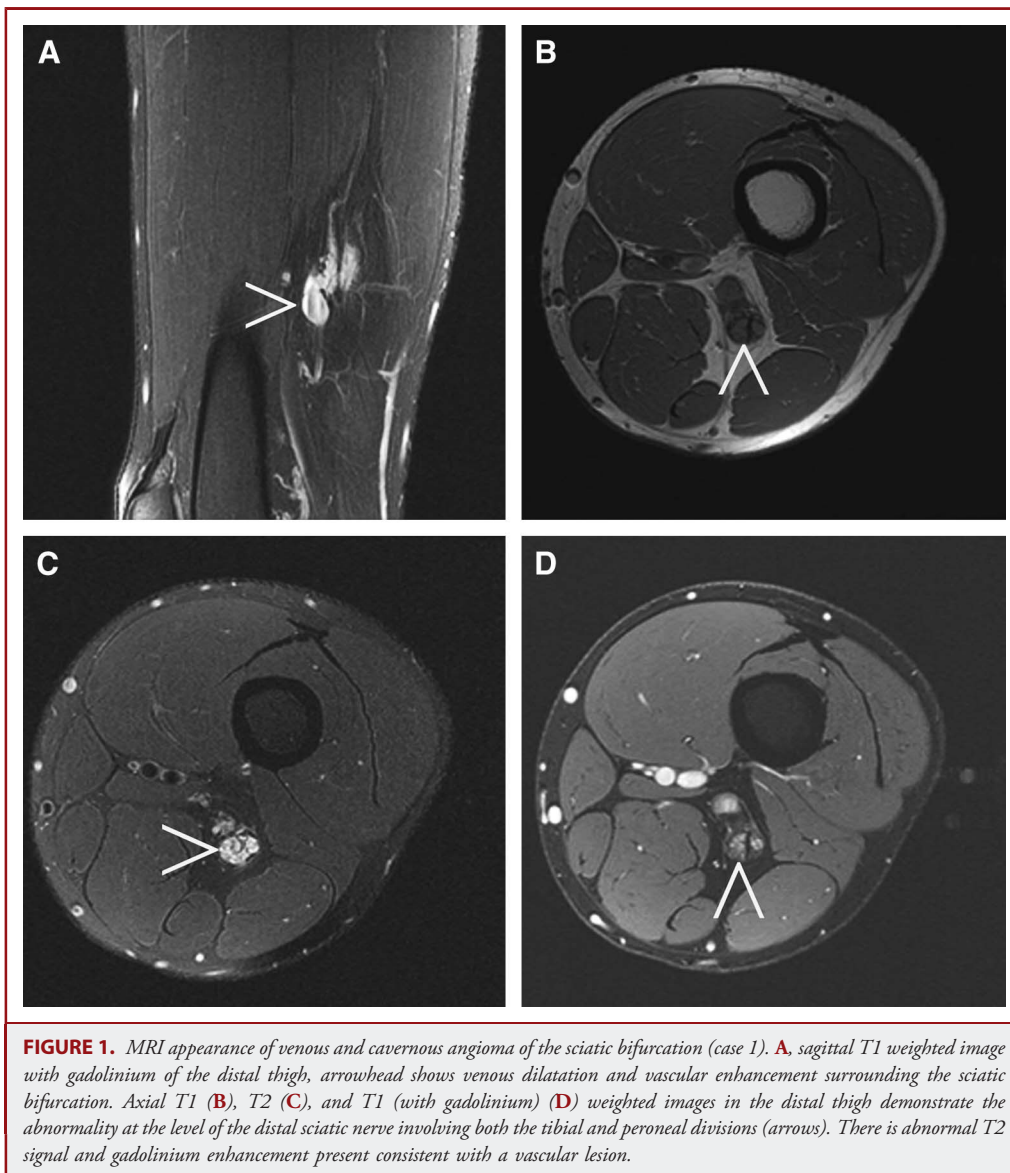 A
B
C
D
FIGURE 1. MRI appearance of venous and cavernous angioma of the sciatic bifurcation (case 1). A, sagittal T1 weighted image
with gadolinium of the distal thigh, arrowhead shows venous dilatation and vascular enhancement surrounding the sciatic
bifurcation. Axial T1 (B), T2 (C), and T1 (with gadolinium) (D) weighted images in the distal thigh demonstrate the
abnormality at the level of the distal sciatic nerve involving both the tibial and peroneal divisions (arrows). There is abnormal T2
signal and gadolinium enhancement present consistent with a vascular lesion.